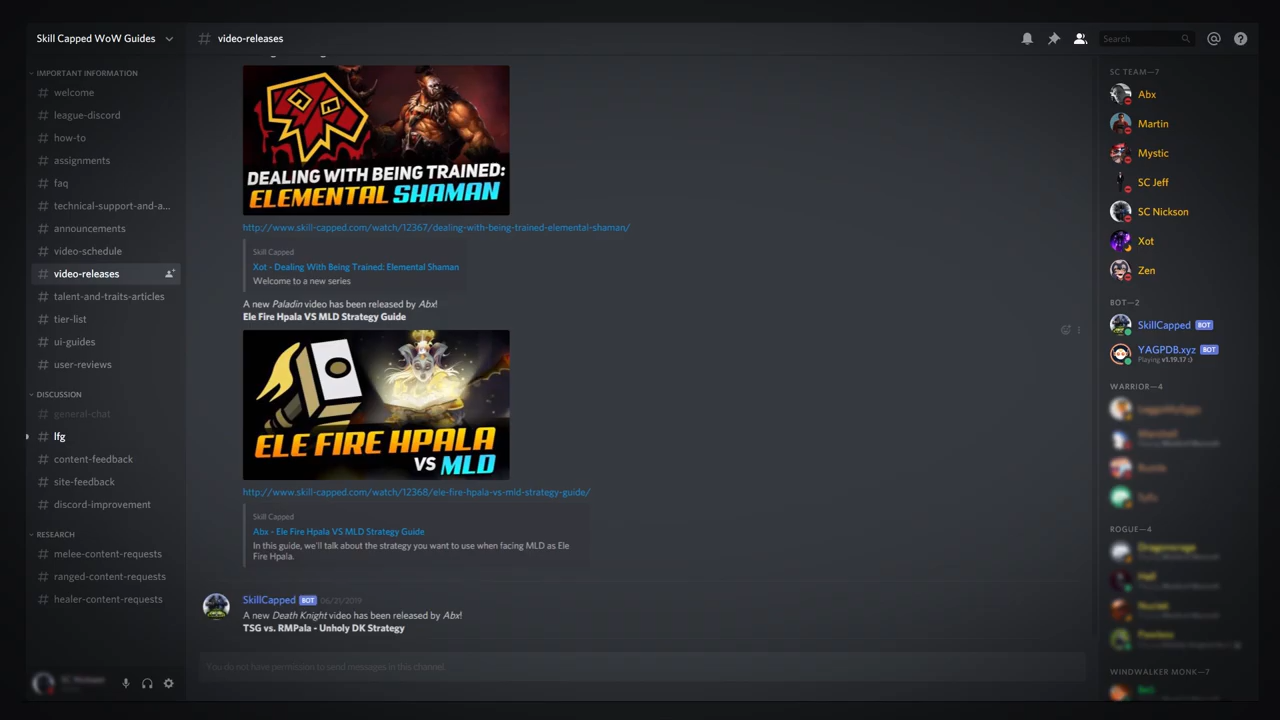 Skill Capped WoW Guides
# video-releases
Search
IMPORTANT INFORMATION
# welcome
# league-discord
# how-to
# assignments
# faq
# technical-support-and-a...
# announcements
# video-schedule
# video-releases
# talent-and-traits-articles
# tier-list
# ui-guides
# user-reviews
DISCUSSION
# general-chat
# lfg
# content-feedback
# site-feedback
# discord-improvement
RESEARCH
# melee-content-requests
# ranged-content-requests
# healer-content-requests
DEALING WITH BEING TRAINED:
ELEMENTAL SHAMAN
http://www.skill-capped.com/watch/12367/dealing-with-being-trained-elemental-shaman/
Skill Capped
Xot - Dealing With Being Trained: Elemental Shaman
Welcome to a new series
A new Paladin video has been released by Abx!
Ele Fire Hpala VS MLD Strategy Guide
ELE FIRE HPALA
VS MLD
http://www.skill-capped.com/watch/12368/ele-fire-hpala-vs-mld-strategy-guide/
Skill Capped
Abx - Ele Fire Hpala VS MLD Strategy Guide
In this guide, we'll talk about the strategy you want to use when facing MLD as Ele
Fire Hpala.
SkillCapped BOT 06/21/2019
A new Death Knight video has been released by Abx!
TSG vs. RMPala - Unholy DK Strategy
You do not have permission to send messages in this channel.
SC TEAM—7
Abx
Martin
Mystic
SC Jeff
SC Nickson
Xot
Zen
BOT—2
SkillCapped BOT
YAGPDB.xyz BOT
Playing v1.19.17 :)
WARRIOR—4
ROGUE—4
WINDWALKER MONK—7